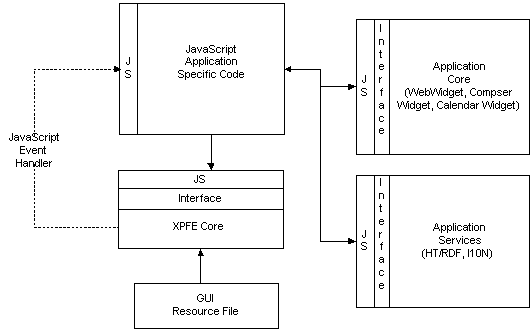 J
S
JavaScript
Application
Specific Code
J
S
I
n
t
e
r
f
a
c
e
Application
Core
(WebWidget, Compser
Widget, Calendar Widget)
JavaScript
Event
Handler
JS
Interface
XPFE Core
J
S
I
n
t
e
r
f
a
c
e
Application
Services
(HT/RDF, I10N)
GUI
Resource File